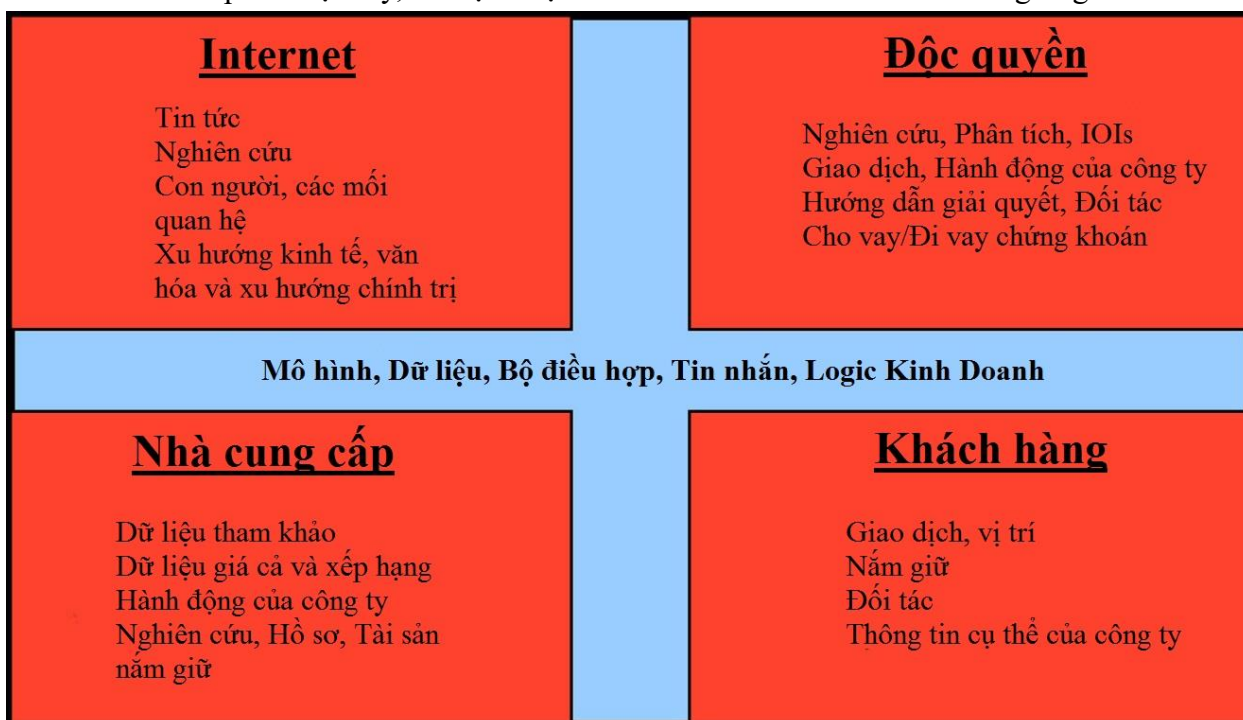 Internet
Tin tức
Nghiên cứu
Con người, các mối
quan hệ
Xu hướng kinh tế, văn
hóa và xu hướng chính trị
Độc quyền
Nghiên cứu, Phân tích, IOIs
Giao dịch, Hành động của công ty
Hướng dẫn giải quyết, Đối tác
Cho vay/Đi vay chứng khoán
Mô hình, Dữ liệu, Bộ điều hợp, Tin nhắn, Logic Kinh Doanh
Nhà cung cấp
Dữ liệu tham khảo
Dữ liệu giá cả và xếp hạng
Hành động của công ty
Nghiên cứu, Hồ sơ, Tài sản
nắm giữ
Khách hàng
Giao dịch, vị trí
Nắm giữ
Đối tác
Thông tin cụ thể của công ty